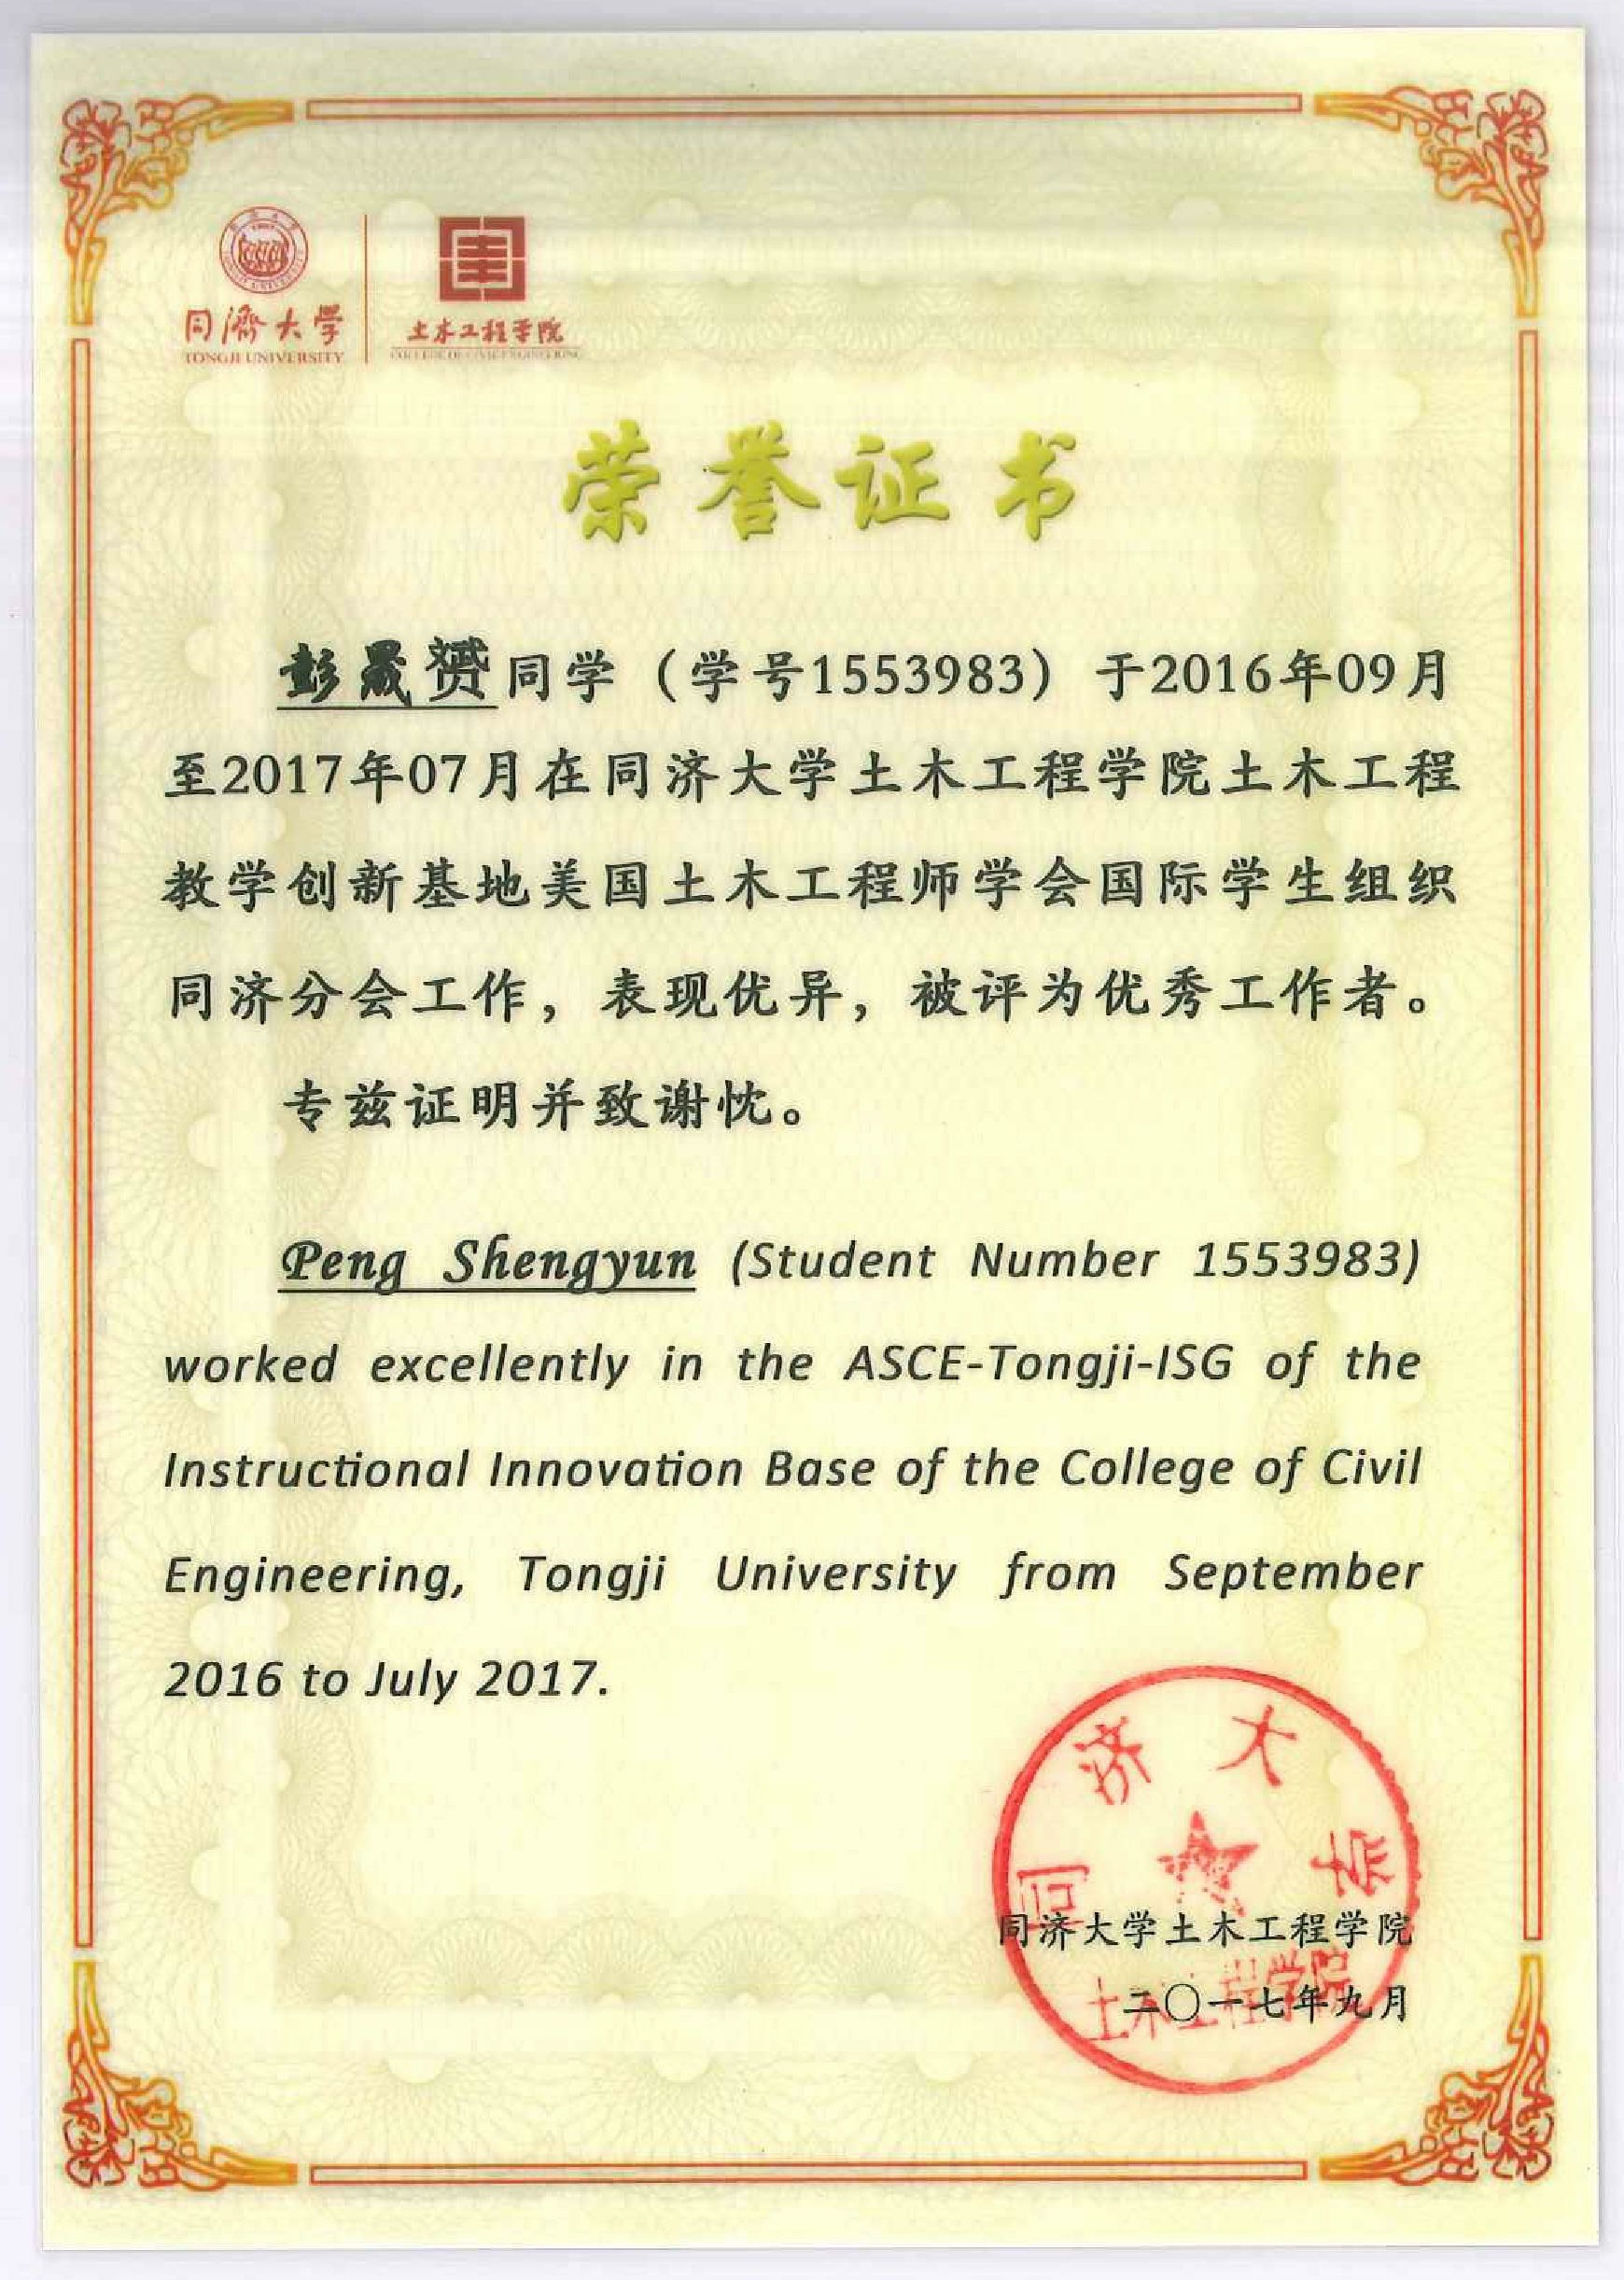 同濟大学
TONGJI UNIVERSITY
土木工程学院
COLLEGE OF CIVIL ENGINEERING
荣誉证书
彭晟赟同学（学号1553983）于2016年09月
至2017年07月在同济大学土木工程学院土木工程
教学创新基地美国土木工程师学会国际学生组织
同济分会工作，表现优异，被评为优秀工作者。
专兹证明并致谢忱。
Peng Shengyun (Student Number 1553983)
worked excellently in the ASCE-Tongji-ISG of the
Instructional Innovation Base of the College of Civil
Engineering, Tongji University from September
2016 to July 2017.
同济大学
土木工程学院
同济大学土木工程学院
二〇一七年九月